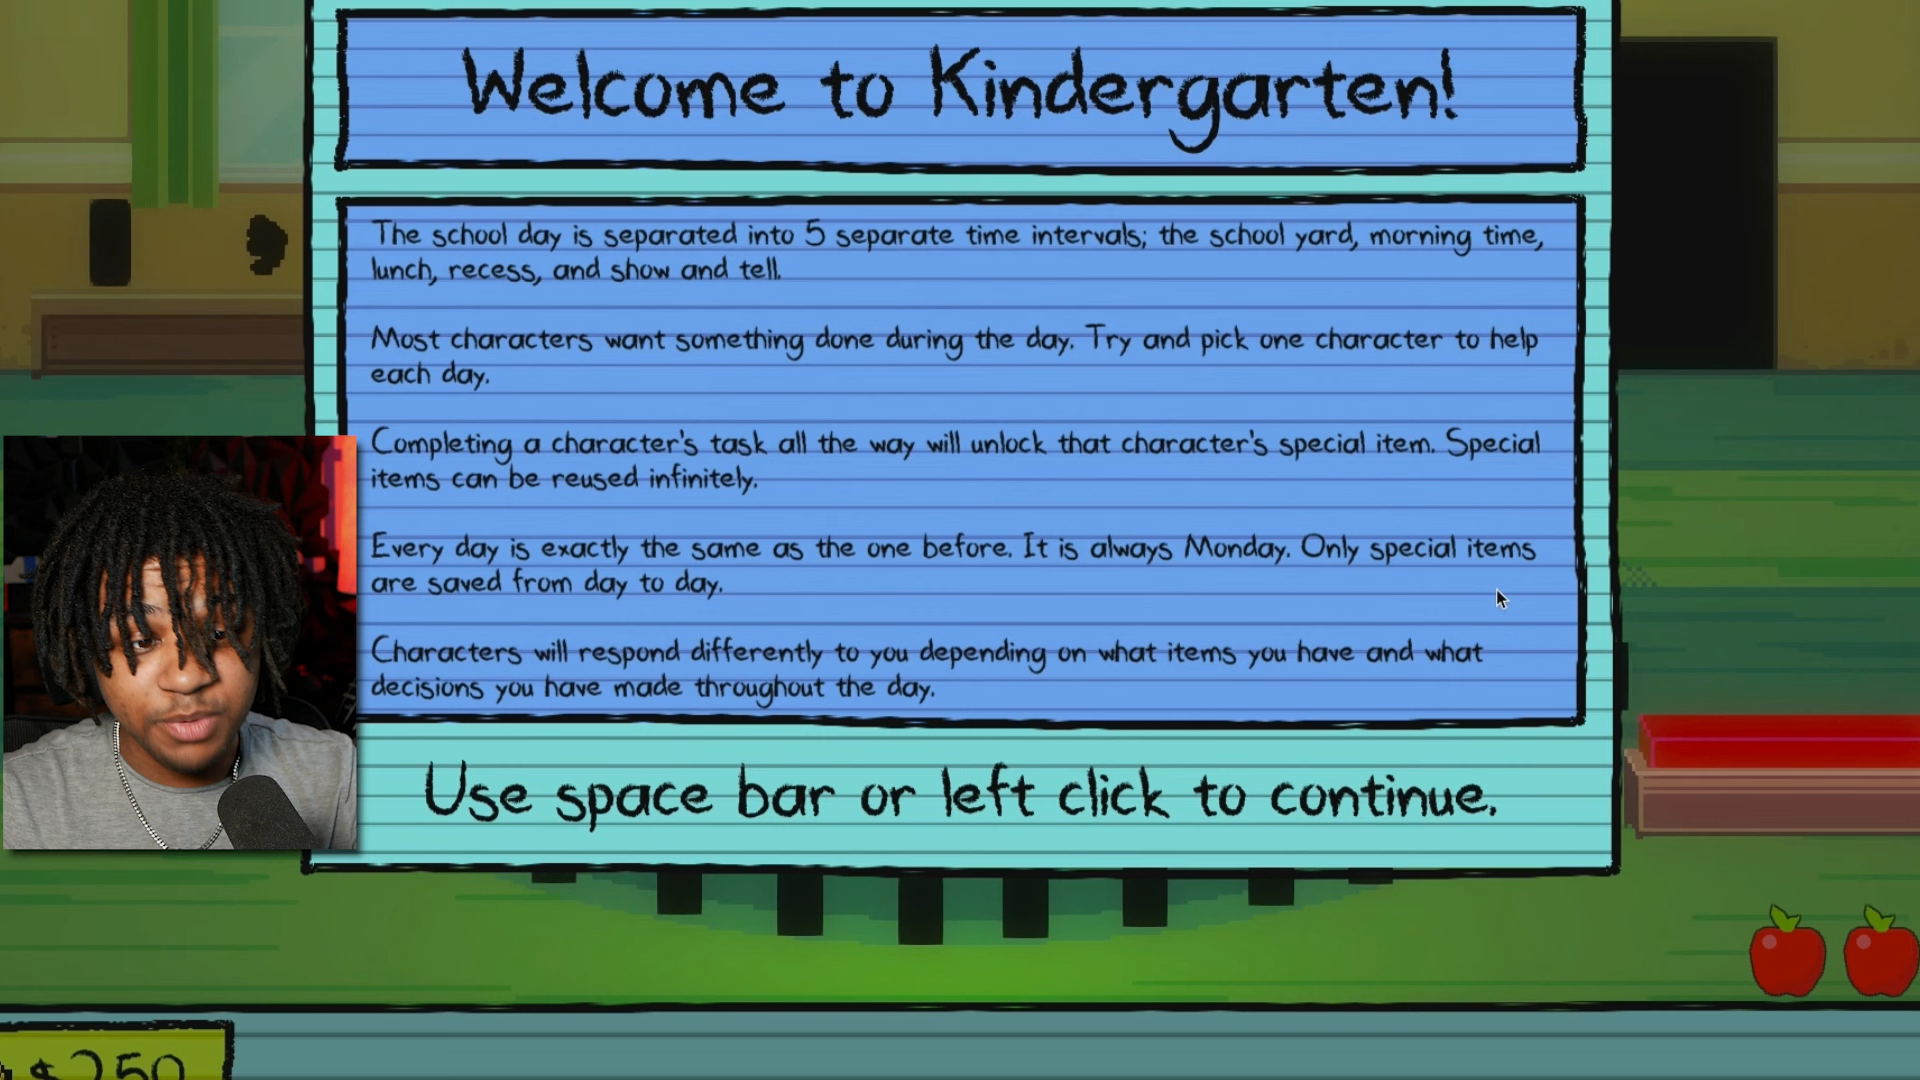 Welcome to Kindergarten!
The school day is separated into 5 separate time intervals; the school yard, morning time,
lunch, recess, and show and tell.
Most characters want something done during the day. Try and pick one character to help
each day.
Completing a character's task all the way will unlock that character's special item. Special
items can be reused infinitely.
Every day is exactly the same as the one before. It is always Monday. Only special items
are saved from day to day.
Characters will respond differently to you depending on what items you have and what
decisions you have made throughout the day.
Use space bar or left click to continue.
$2.50